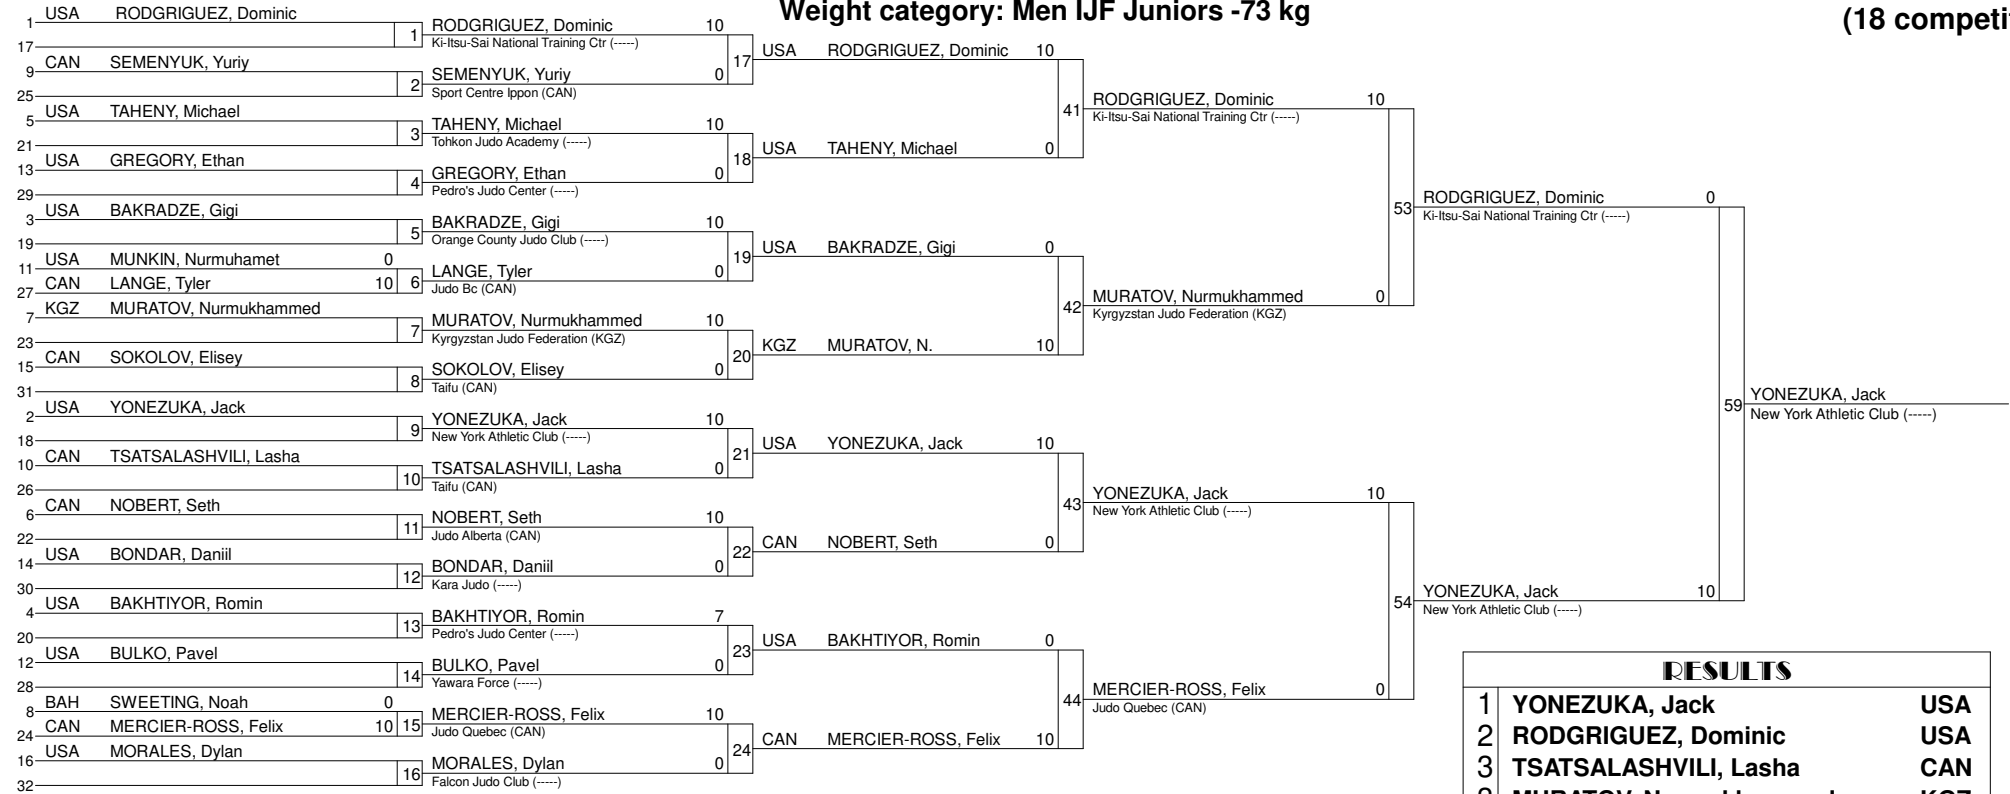 Weight category: Men IJF Juniors -73 kg
(18 competi
1 USA RODGRIGUEZ, Dominic
17
1
9 CAN SEMENYUK, Yuriy
25
2
5 USA TAHENY, Michael
21
3
13 USA GREGORY, Ethan
29
4
3 USA BAKRADZE, Gigi
19
5
11 USA MUNKIN, Nurmuhamet 0
27 CAN LANGE, Tyler 10
6
7 KGZ MURATOV, Nurmukhammed
23
7
15 CAN SOKOLOV, Elisey
31
8
2 USA YONEZUKA, Jack
18
9
10 CAN TSATSALASHVILI, Lasha
26
10
6 CAN NOBERT, Seth
22
11
14 USA BONDAR, Daniil
30
12
4 USA BAKHTIYOR, Romin
20
13
12 USA BULKO, Pavel
28
14
8 BAH SWEETING, Noah 0
24 CAN MERCIER-ROSS, Felix 10
15
16 USA MORALES, Dylan
32
16
RODGRIGUEZ, Dominic 10
Ki-Itsu-Sai National Training Ctr (-----)
17
SEMENYUK, Yuriy 0
Sport Centre Ippon (CAN)
TAHENY, Michael 10
Tohkon Judo Academy (-----)
18
GREGORY, Ethan 0
Pedro's Judo Center (-----)
BAKRADZE, Gigi 10
Orange County Judo Club (-----)
19
LANGE, Tyler 0
Judo Bc (CAN)
MURATOV, Nurmukhammed 10
Kyrgyzstan Judo Federation (KGZ)
20
SOKOLOV, Elisey 0
Taifu (CAN)
YONEZUKA, Jack 10
New York Athletic Club (-----)
21
TSATSALASHVILI, Lasha 0
Taifu (CAN)
NOBERT, Seth 10
Judo Alberta (CAN)
22
BONDAR, Daniil 0
Kara Judo (-----)
BAKHTIYOR, Romin 7
Pedro's Judo Center (-----)
23
BULKO, Pavel 0
Yawara Force (-----)
MERCIER-ROSS, Felix 10
Judo Quebec (CAN)
24
MORALES, Dylan 0
Falcon Judo Club (-----)
USA RODGRIGUEZ, Dominic 10
41
USA TAHENY, Michael 0
USA BAKRADZE, Gigi 0
42
KGZ MURATOV, N. 10
USA YONEZUKA, Jack 10
43
CAN NOBERT, Seth 0
USA BAKHTIYOR, Romin 0
44
CAN MERCIER-ROSS, Felix 10
RODGRIGUEZ, Dominic 10
Ki-Itsu-Sai National Training Ctr (-----)
53
MURATOV, Nurmukhammed 0
Kyrgyzstan Judo Federation (KGZ)
YONEZUKA, Jack 10
New York Athletic Club (-----)
54
MERCIER-ROSS, Felix 0
Judo Quebec (CAN)
RODGRIGUEZ, Dominic 0
Ki-Itsu-Sai National Training Ctr (-----)
59
YONEZUKA, Jack 10
New York Athletic Club (-----)
YONEZUKA, Jack
New York Athletic Club (-----)
RESULTS
1 YONEZUKA, Jack USA
2 RODGRIGUEZ, Dominic USA
3 TSATSALASHVILI, Lasha CAN